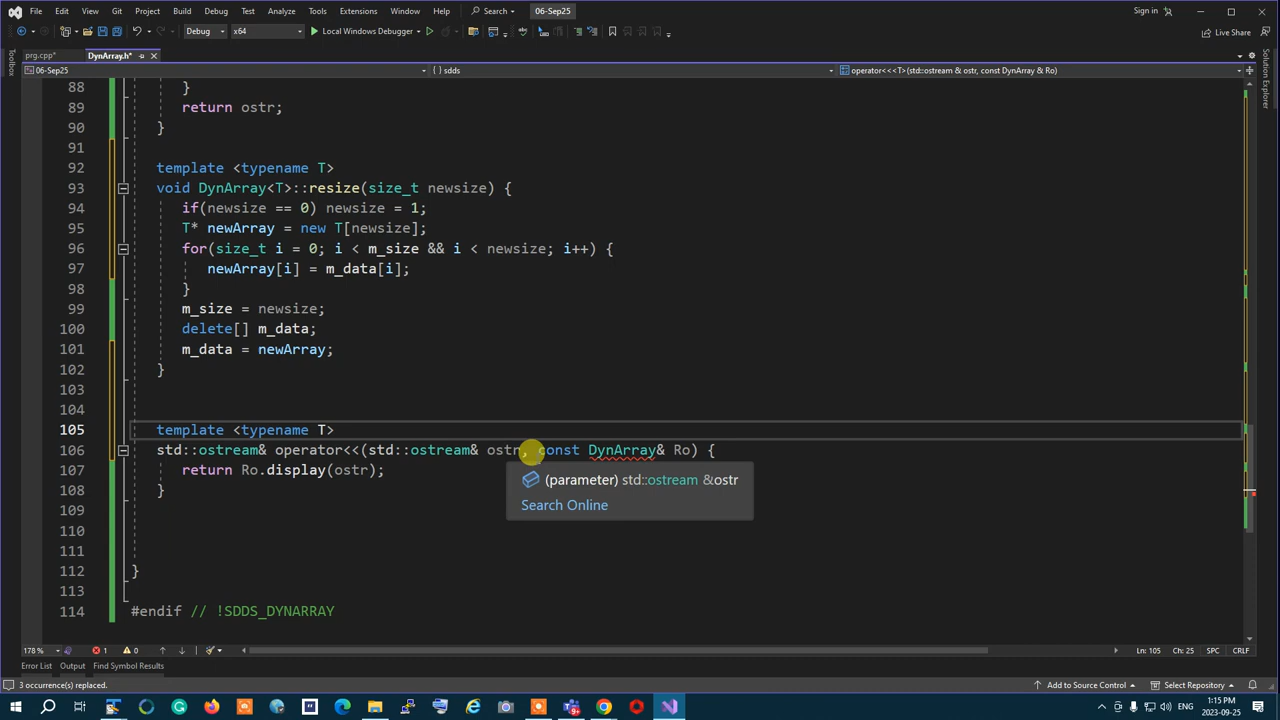 File Edit View Git Project Build Debug Test Analyze Tools Extensions Window Help Search 06-Sep25 Sign in
Debug x64 Local Windows Debugger Live Share
prg.cpp* DynArray.h*
06-Sep25 { } sdds operator<<<T>(std::ostream & ostr, const DynArray & Ro)
Toolbox
Solution Explorer
88 }
89 return ostr;
90 }
91
92 template <typename T>
93 void DynArray<T>::resize(size_t newsize) {
94 if(newsize == 0) newsize = 1;
95 T* newArray = new T[newsize];
96 for(size_t i = 0; i < m_size && i < newsize; i++) {
97 newArray[i] = m_data[i];
98 }
99 m_size = newsize;
100 delete[] m_data;
101 m_data = newArray;
102 }
103
104
105 template <typename T>
106 std::ostream& operator<<(std::ostream& ostr, const DynArray& Ro) {
107 return Ro.display(ostr);
(parameter) std::ostream &ostr
108 }
Search Online
109
110
111
112 }
113
114 #endif // !SDDS_DYNARRAY
178 % 1 0 Ln: 105 Ch: 25 SPC CRLF
Error List Output Find Symbol Results
3 occurrence(s) replaced. Add to Source Control Select Repository
ENG 1:15 PM
2023-09-25